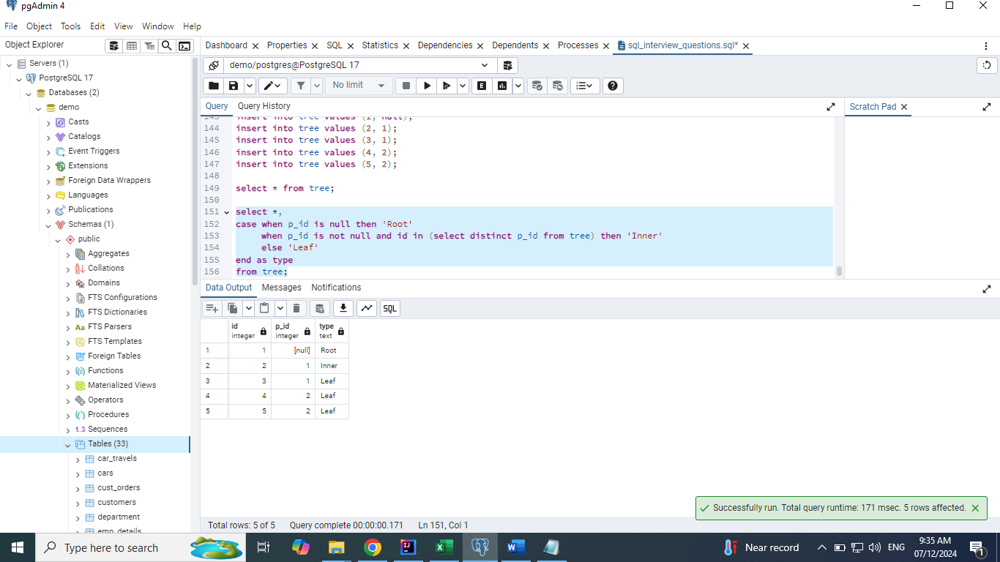 pgAdmin 4
File Object Tools Edit View Window Help
Object Explorer
Dashboard Properties SQL Statistics Dependencies Dependents Processes sql_interview_questions.sql*
Servers (1)
PostgreSQL 17
Databases (2)
demo
Casts
Catalogs
Event Triggers
Extensions
Foreign Data Wrappers
Languages
Publications
Schemas (1)
public
Aggregates
Collations
Domains
FTS Configurations
FTS Dictionaries
Aa FTS Parsers
FTS Templates
Foreign Tables
Functions
Materialized Views
Operators
Procedures
1..3 Sequences
Tables (33)
car_travels
cars
cust_orders
customers
department
emp_details
demo/postgres@PostgreSQL 17
No limit
E
Query Query History
Scratch Pad
143 insert into tree values (1, null);
144 insert into tree values (2, 1);
145 insert into tree values (3, 1);
146 insert into tree values (4, 2);
147 insert into tree values (5, 2);
148
149 select * from tree;
150
151 select *,
152 case when p_id is null then 'Root'
153 when p_id is not null and id in (select distinct p_id from tree) then 'Inner'
154 else 'Leaf'
155 end as type
156 from tree;
Data Output Messages Notifications
SQL
id integer p_id integer type text
1 1 [null] Root
2 2 1 Inner
3 3 1 Leaf
4 4 2 Leaf
5 5 2 Leaf
Successfully run. Total query runtime: 171 msec. 5 rows affected.
Total rows: 5 of 5 Query complete 00:00:00.171 Ln 151, Col 1
Type here to search
Near record
ENG
9:35 AM
07/12/2024
1